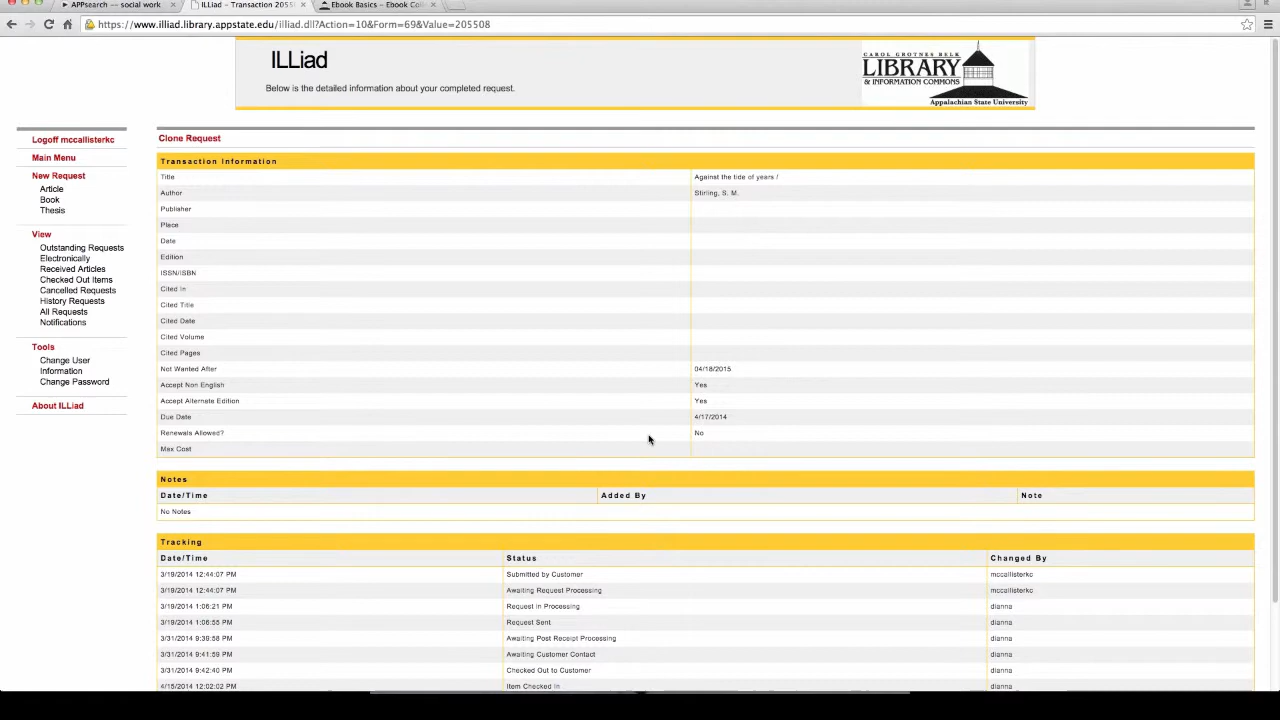 APPsearch — social work
ILLiad – Transaction 2055
Ebook Basics – Ebook Coll
https://www.illiad.library.appstate.edu/illiad.dll?Action=10&Form=69&Value=205508
ILLiad
Below is the detailed information about your completed request.
CAROL GROTNES BELK
LIBRARY
& INFORMATION COMMONS
Appalachian State University
Logoff mccallisterkc
Main Menu
New Request
Article
Book
Thesis
View
Outstanding Requests
Electronically
Received Articles
Checked Out Items
Cancelled Requests
History Requests
All Requests
Notifications
Tools
Change User
Information
Change Password
About ILLiad
Clone Request
Transaction Information
Title Against the tide of years /
Author Stirling, S. M.
Publisher
Place
Date
Edition
ISSN/ISBN
Cited In
Cited Title
Cited Date
Cited Volume
Cited Pages
Not Wanted After 04/18/2015
Accept Non English Yes
Accept Alternate Edition Yes
Due Date 4/17/2014
Renewals Allowed? No
Max Cost
Notes
Date/Time Added By Note
No Notes
Tracking
Date/Time Status Changed By
3/19/2014 12:44:07 PM Submitted by Customer mccallisterkc
3/19/2014 12:44:07 PM Awaiting Request Processing mccallisterkc
3/19/2014 1:06:21 PM Request in Processing dianna
3/19/2014 1:06:55 PM Request Sent dianna
3/31/2014 9:39:58 PM Awaiting Post Receipt Processing dianna
3/31/2014 9:41:59 PM Awaiting Customer Contact dianna
3/31/2014 9:42:40 PM Checked Out to Customer dianna
4/15/2014 12:02:02 PM Item Checked In dianna